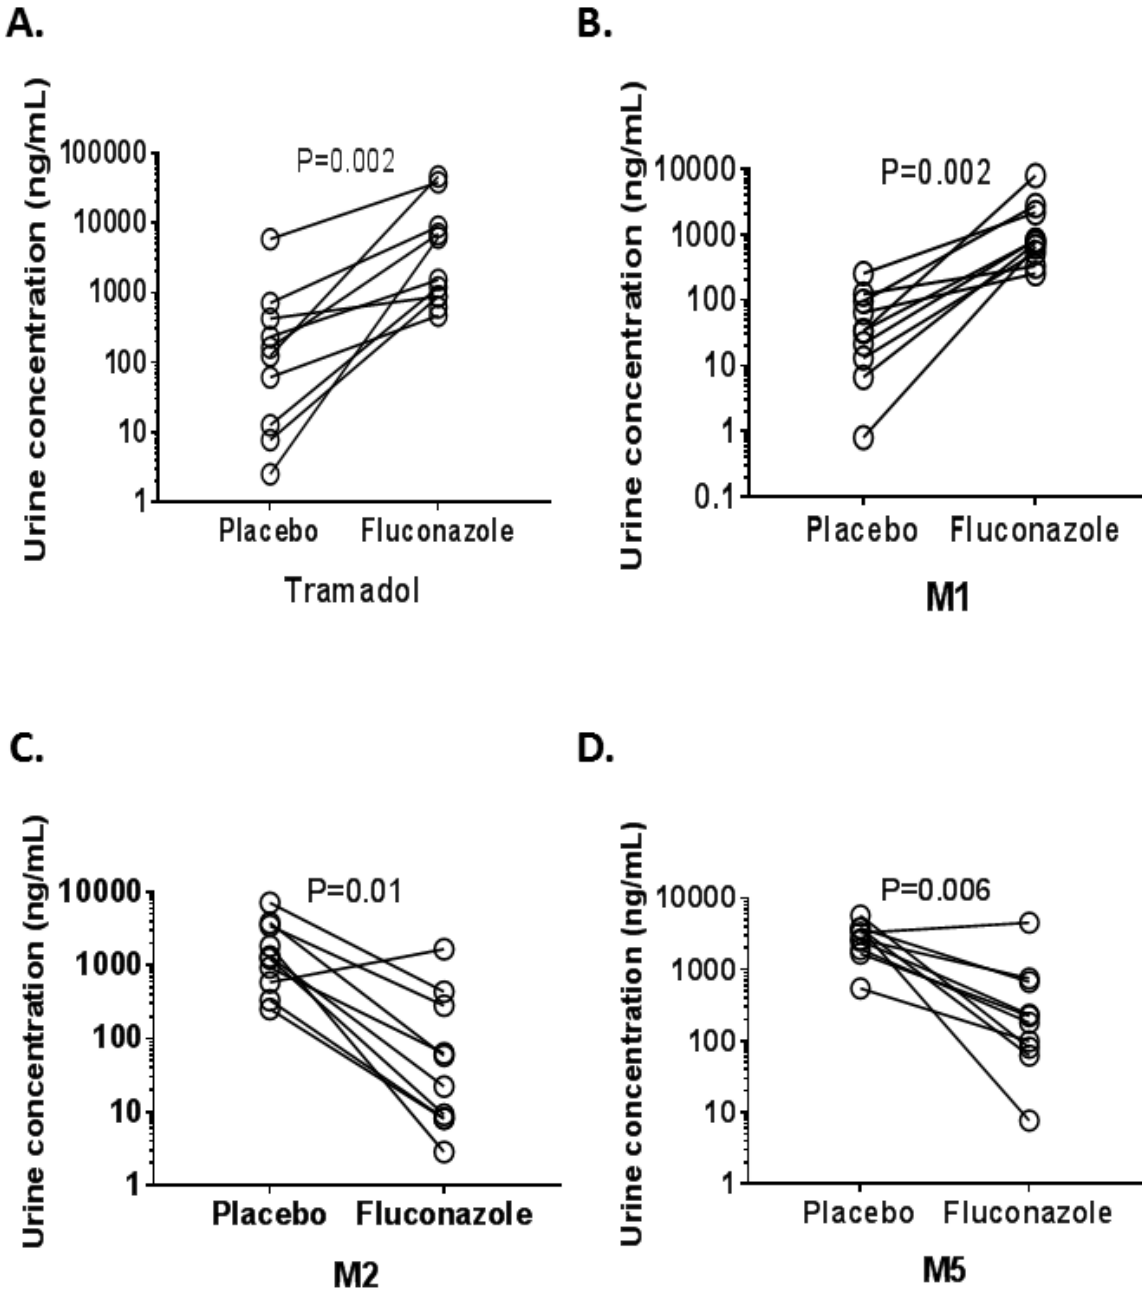 A.
Urine concentration (ng/mL)
100000
10000
1000
100
10
1
P=0.002
Placebo
Fluconazole
Tramadol
B.
Urine concentration (ng/mL)
10000
1000
100
10
1
0.1
P=0.002
Placebo
Fluconazole
M1
C.
Urine concentration (ng/mL)
10000
1000
100
10
1
P=0.01
Placebo
Fluconazole
M2
D.
Urine concentration (ng/mL)
10000
1000
100
10
1
P=0.006
Placebo
Fluconazole
M5